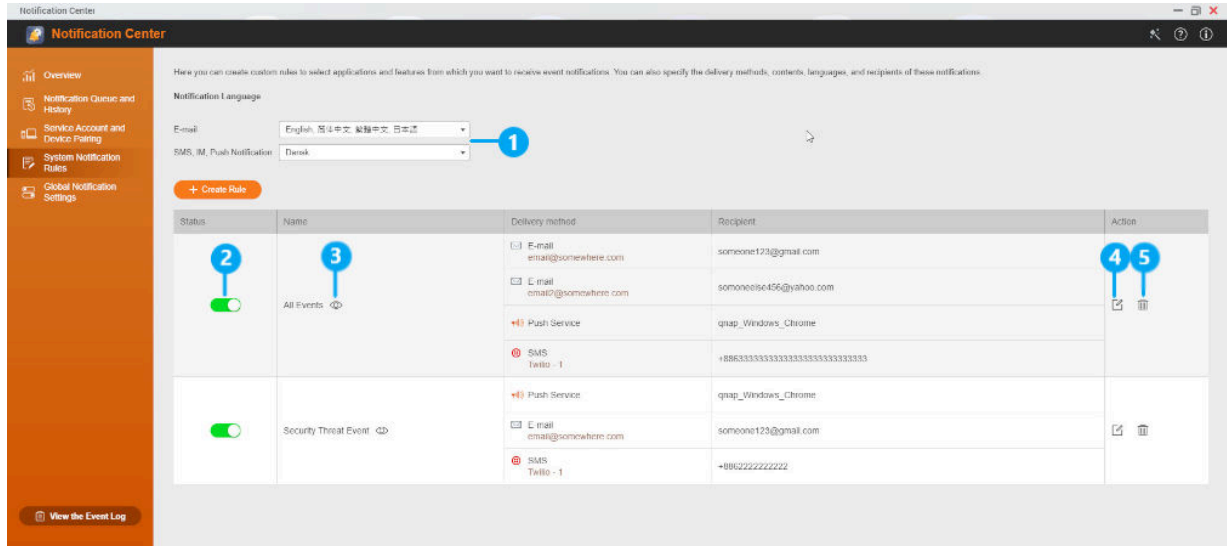 Notification Center
Notification Center
Overview
Notification Queue and
History
Service Account and
Device Pairing
System Notification
Rules
Global Notification
Settings
View the Event Log
Here you can create custom rules to select applications and features from which you want to receive event notifications. You can also specify the delivery methods, contents, languages, and recipients of these notifications.
Notification Language
E-mail
English, 简体中文, 繁體中文, 日本語
SMS, IM, Push Notification
Dansk
1
+ Create Rule
Status
Name
Delivery method
Recipient
Action
2
3
4
5
All Events
E-mail
email@somewhere.com
someone123@gmail.com
E-mail
email2@somewhere.com
somoneelse456@yahoo.com
Push Service
qnap_Windows_Chrome
SMS
Twilio - 1
Security Threat Event
Push Service
qnap_Windows_Chrome
E-mail
email@somewhere.com
someone123@gmail.com
SMS
Twilio - 1
+8862222222222